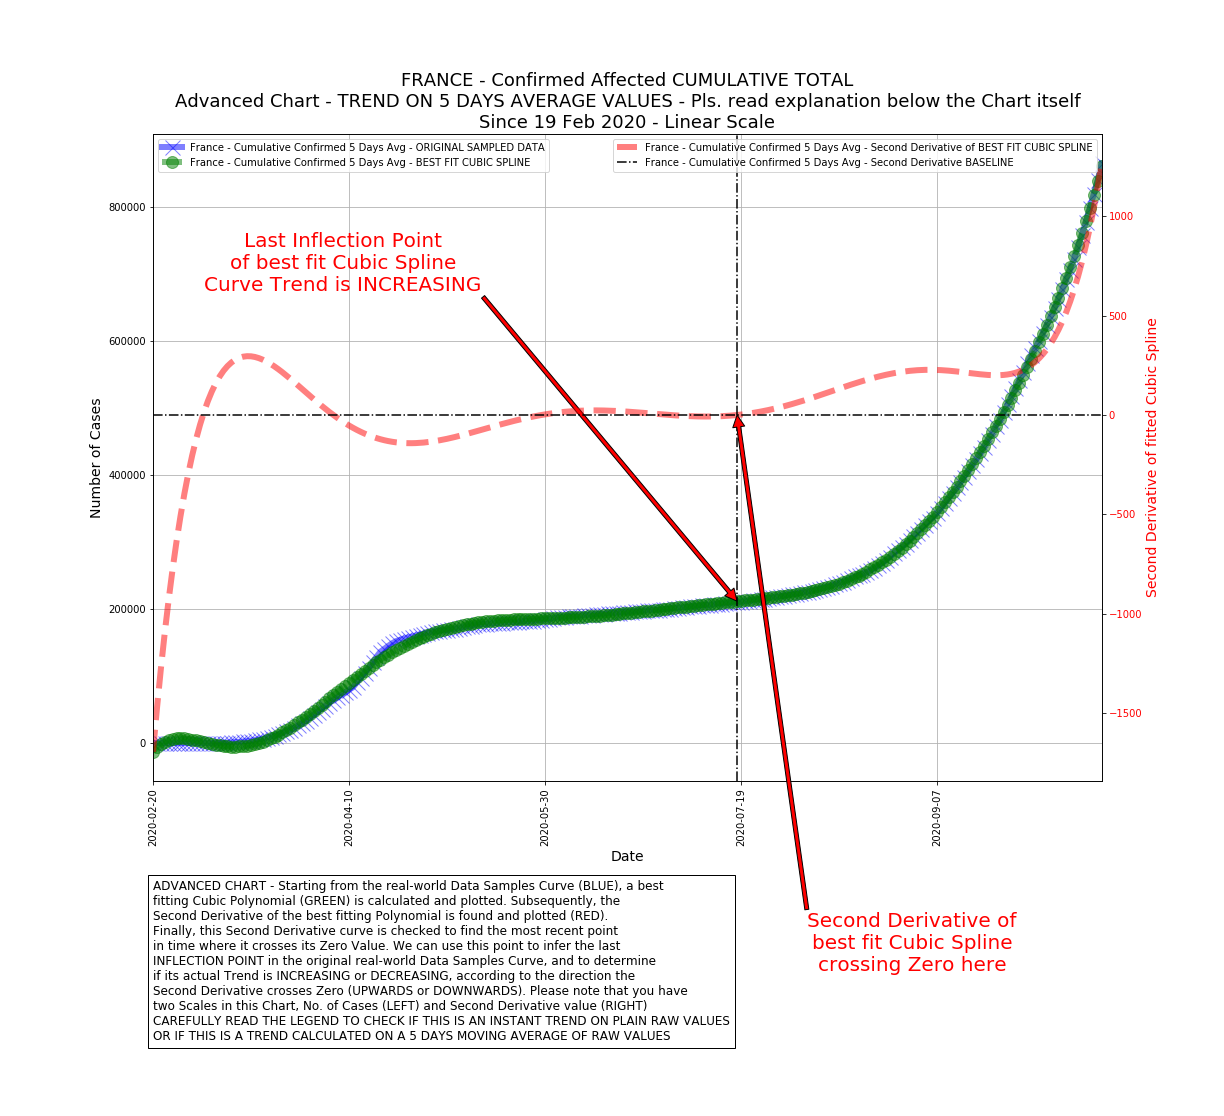 FRANCE - Confirmed Affected CUMULATIVE TOTAL
Advanced Chart - TREND ON 5 DAYS AVERAGE VALUES - Pls. read explanation below the Chart itself
Since 19 Feb 2020 - Linear Scale
France - Cumulative Confirmed 5 Days Avg - ORIGINAL SAMPLED DATA
France - Cumulative Confirmed 5 Days Avg - BEST FIT CUBIC SPLINE
France - Cumulative Confirmed 5 Days Avg - Second Derivative of BEST FIT CUBIC SPLINE
France - Cumulative Confirmed 5 Days Avg - Second Derivative BASELINE
Last Inflection Point
of best fit Cubic Spline
Curve Trend is INCREASING
Number of Cases
800000
600000
400000
200000
0
1000
500
0
−500
−1000
−1500
Second Derivative of fitted Cubic Spline
2020-02-20
2020-04-10
2020-05-30
2020-07-19
2020-09-07
Date
Second Derivative of
best fit Cubic Spline
crossing Zero here
ADVANCED CHART - Starting from the real-world Data Samples Curve (BLUE), a best
fitting Cubic Polynomial (GREEN) is calculated and plotted. Subsequently, the
Second Derivative of the best fitting Polynomial is found and plotted (RED).
Finally, this Second Derivative curve is checked to find the most recent point
in time where it crosses its Zero Value. We can use this point to infer the last
INFLECTION POINT in the original real-world Data Samples Curve, and to determine
if its actual Trend is INCREASING or DECREASING, according to the direction the
Second Derivative crosses Zero (UPWARDS or DOWNWARDS). Please note that you have
two Scales in this Chart, No. of Cases (LEFT) and Second Derivative value (RIGHT)
CAREFULLY READ THE LEGEND TO CHECK IF THIS IS AN INSTANT TREND ON PLAIN RAW VALUES
OR IF THIS IS A TREND CALCULATED ON A 5 DAYS MOVING AVERAGE OF RAW VALUES